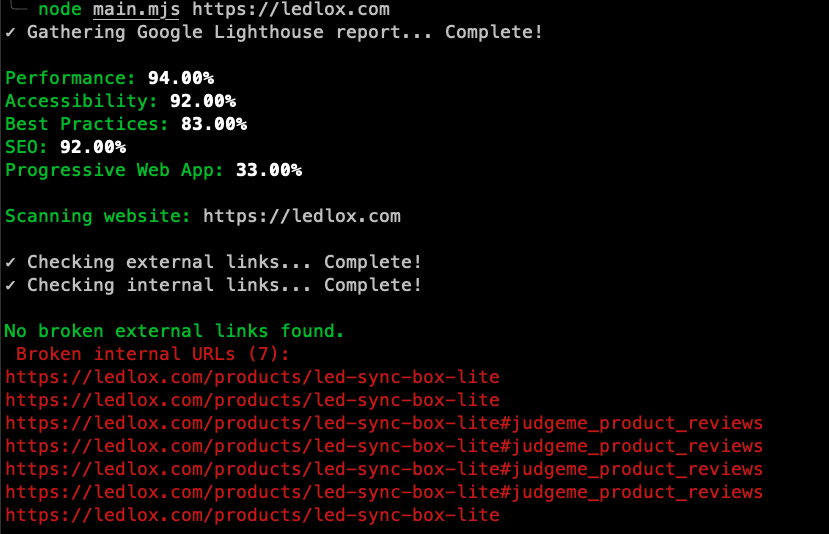 node main.mjs https://ledlox.com
✓ Gathering Google Lighthouse report... Complete!
Performance: 94.00%
Accessibility: 92.00%
Best Practices: 83.00%
SEO: 92.00%
Progressive Web App: 33.00%
Scanning website: https://ledlox.com
✓ Checking external links... Complete!
✓ Checking internal links... Complete!
No broken external links found.
Broken internal URLs (7):
https://ledlox.com/products/led-sync-box-lite
https://ledlox.com/products/led-sync-box-lite
https://ledlox.com/products/led-sync-box-lite#judgeme_product_reviews
https://ledlox.com/products/led-sync-box-lite#judgeme_product_reviews
https://ledlox.com/products/led-sync-box-lite#judgeme_product_reviews
https://ledlox.com/products/led-sync-box-lite#judgeme_product_reviews
https://ledlox.com/products/led-sync-box-lite